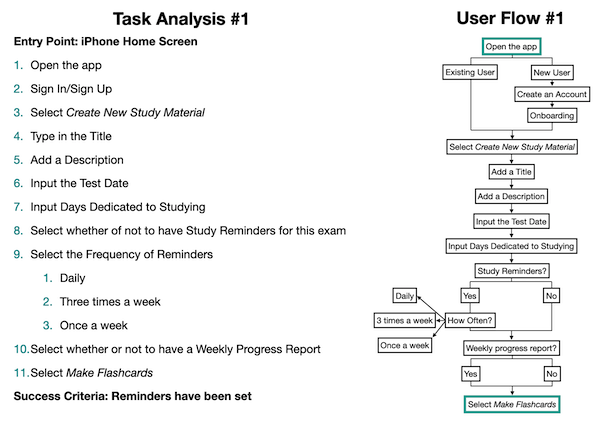 Task Analysis #1
Entry Point: iPhone Home Screen
1. Open the app
2. Sign In/Sign Up
3. Select Create New Study Material
4. Type in the Title
5. Add a Description
6. Input the Test Date
7. Input Days Dedicated to Studying
8. Select whether of not to have Study Reminders for this exam
9. Select the Frequency of Reminders
1. Daily
2. Three times a week
3. Once a week
10. Select whether or not to have a Weekly Progress Report
11. Select Make Flashcards
Success Criteria: Reminders have been set
User Flow #1
Open the app
Existing User
New User
Create an Account
Onboarding
Select Create New Study Material
Add a Title
Add a Description
Input the Test Date
Input Days Dedicated to Studying
Study Reminders?
Yes
No
Daily
3 times a week
How Often?
Once a week
Weekly progress report?
Yes
No
Select Make Flashcards